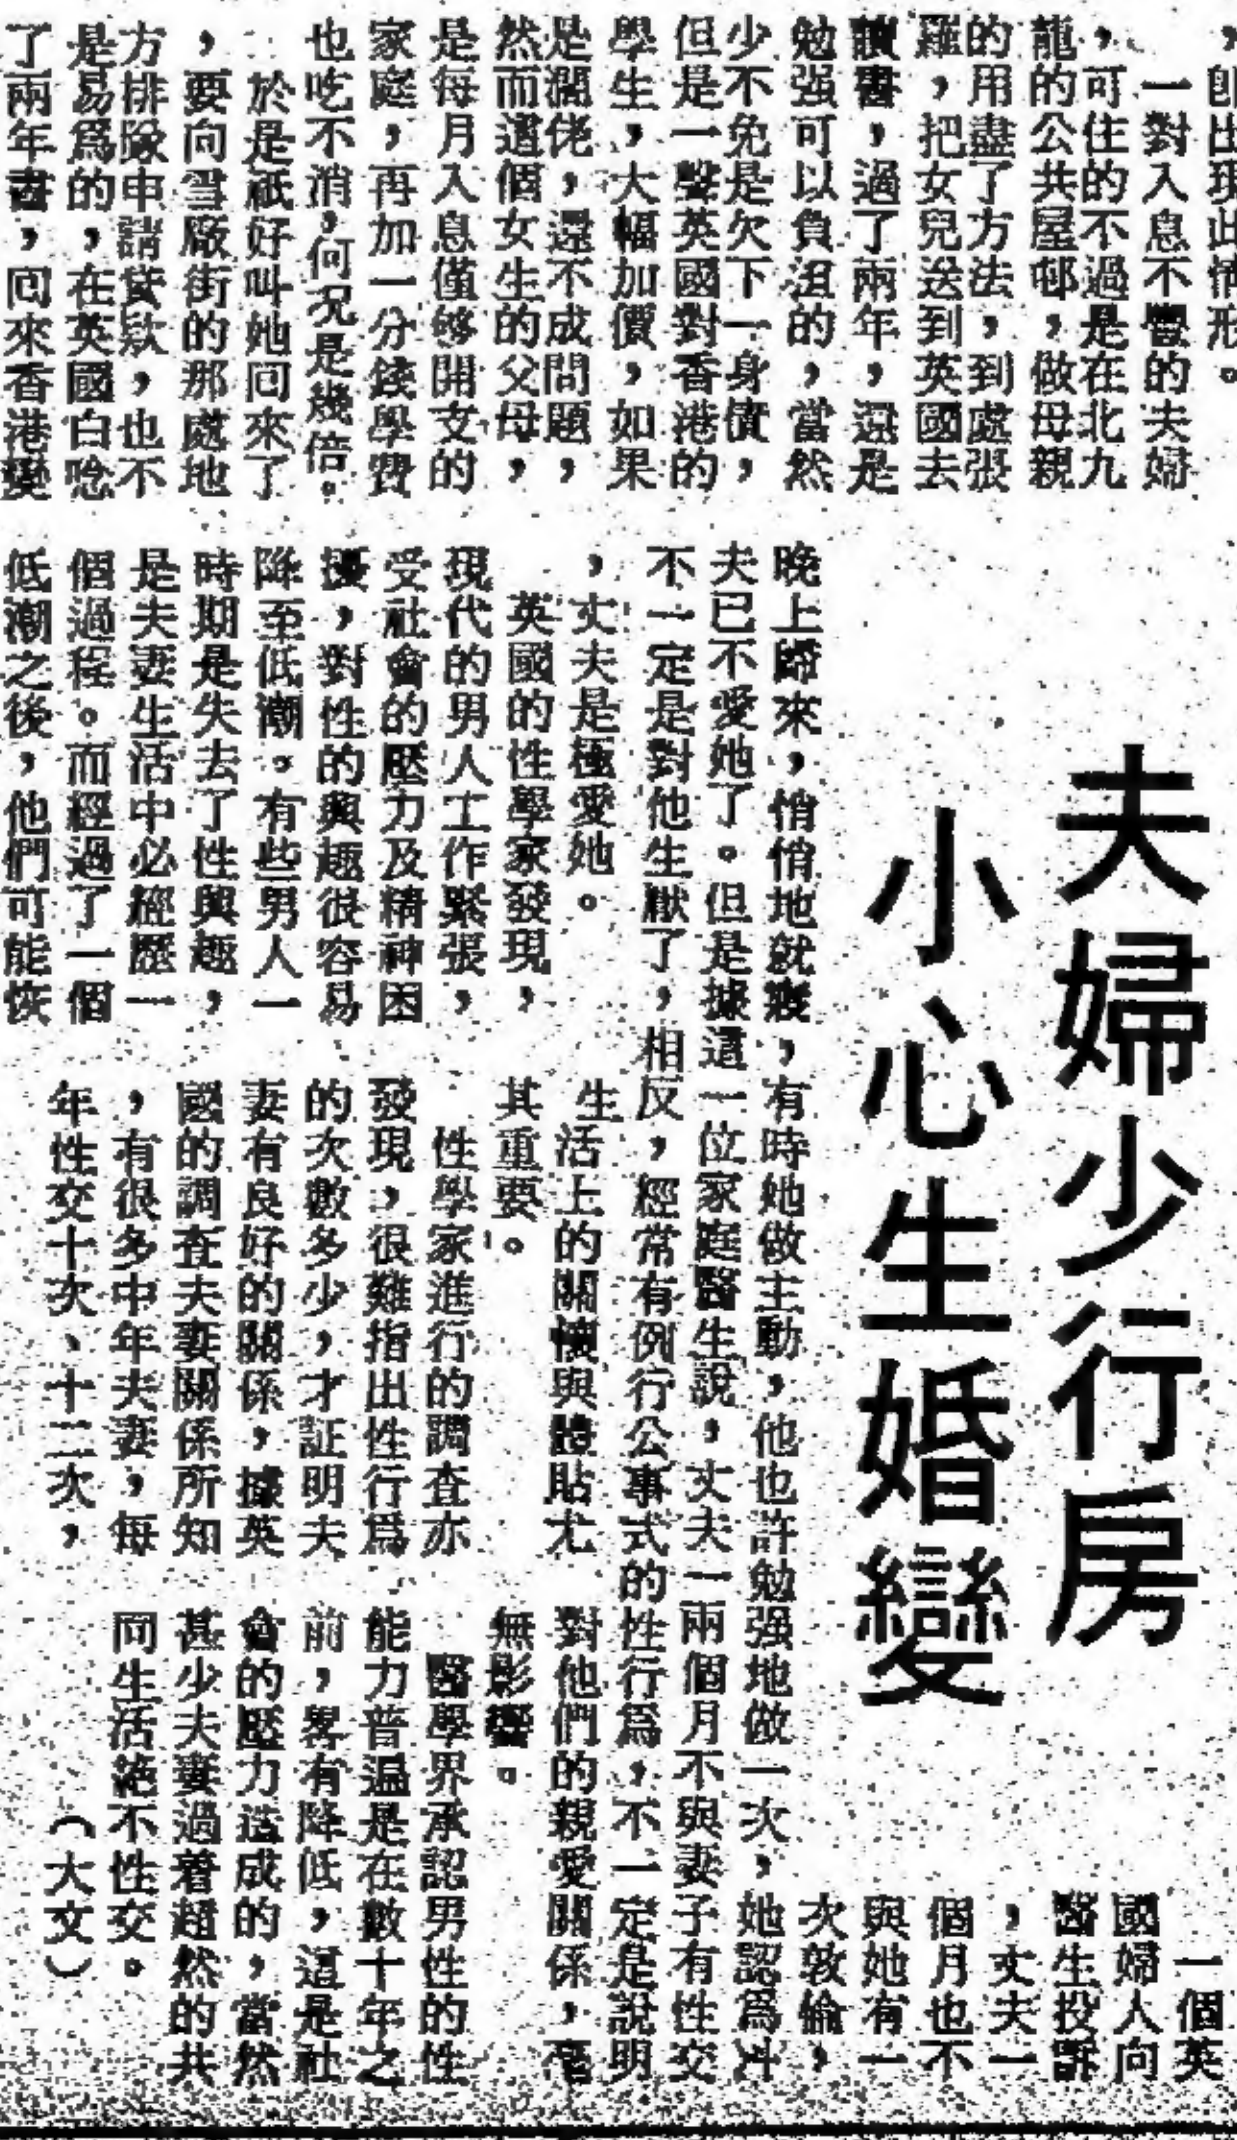 ,即出現此情形。
一對入息不豐的夫婦
,可住的不過是在北九
龍的公共屋邨,做母親
的用盡了方法,到處張
羅,把女兒送到英國去
讀書,過了兩年,還是
勉强可以負沮的,當然
少不免是欠下一身債,
但是一聲英國對香港的
學生,大幅加價,如果
是濶佬,還不成問題,
然而這個女生的父母,
是每月入息僅够開支的
家庭,再加一分錢學費
也吃不消,何况是幾倍。
於是祇好叫她回來了
,要向雪廠街的那處地
方排隊申請貸欵,也不
是易爲的,在英國白唸
了兩年書,回來香港變
夫婦少行房
小心生婚變
一個英
國婦人向
醫生投訴
,丈夫一
個月也不
與她有一
次敦倫,
晚上歸來,悄悄地就寢,有時她做主動,他也許勉强地做一次,她認爲丈
夫已不愛她了。但是據這一位家庭醫生說,丈夫一兩個月不與妻子有性交
不一定是對他生厭了,相反,經常有例行公事式的性行爲,不一定是說明
,丈夫是極愛她。
英國的性學家發現,
現代的男人工作緊張,
受社會的壓力及精神困
擾,對性的興趣很容易
降至低潮。有些男人一
時期是失去了性興趣,
是夫妻生活中必經歷一
個過程。而經過了一個
低潮之後,他們可能恢
生活上的關懷與體貼尤
其重要。
性學家進行的調查亦
發現,很難指出性行爲
的次數多少,才証明夫
妻有良好的關係,據英
國的調查夫妻關係所知
,有很多中年夫妻,每
年性交十次、十二次,
對他們的親愛關係,毫
無影響。
醫學界承認男性的性
能力普遍是在數十年之
前,畧有降低,這是社
會的壓力造成的,當然
甚少夫妻過着超然的共
同生活絶不性交。
(大文)